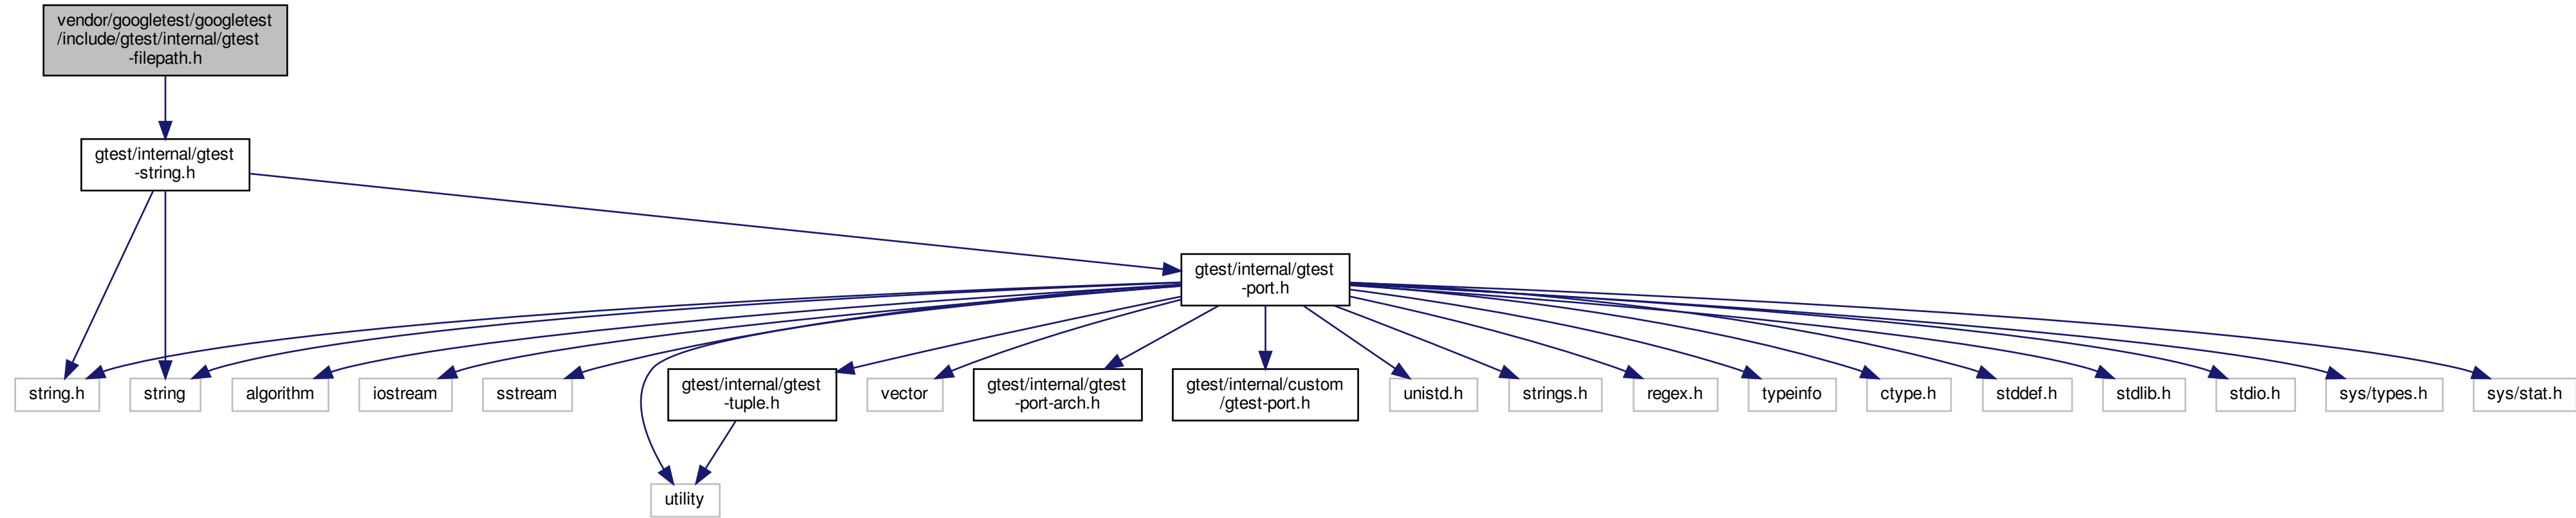 vendor/googletest/googletest
/include/gtest/internal/gtest
-filepath.h
gtest/internal/gtest
-string.h
gtest/internal/gtest
-port.h
string.h
string
algorithm
iostream
sstream
gtest/internal/gtest
-tuple.h
vector
gtest/internal/gtest
-port-arch.h
gtest/internal/custom
/gtest-port.h
unistd.h
strings.h
regex.h
typeinfo
ctype.h
stddef.h
stdlib.h
stdio.h
sys/types.h
sys/stat.h
utility